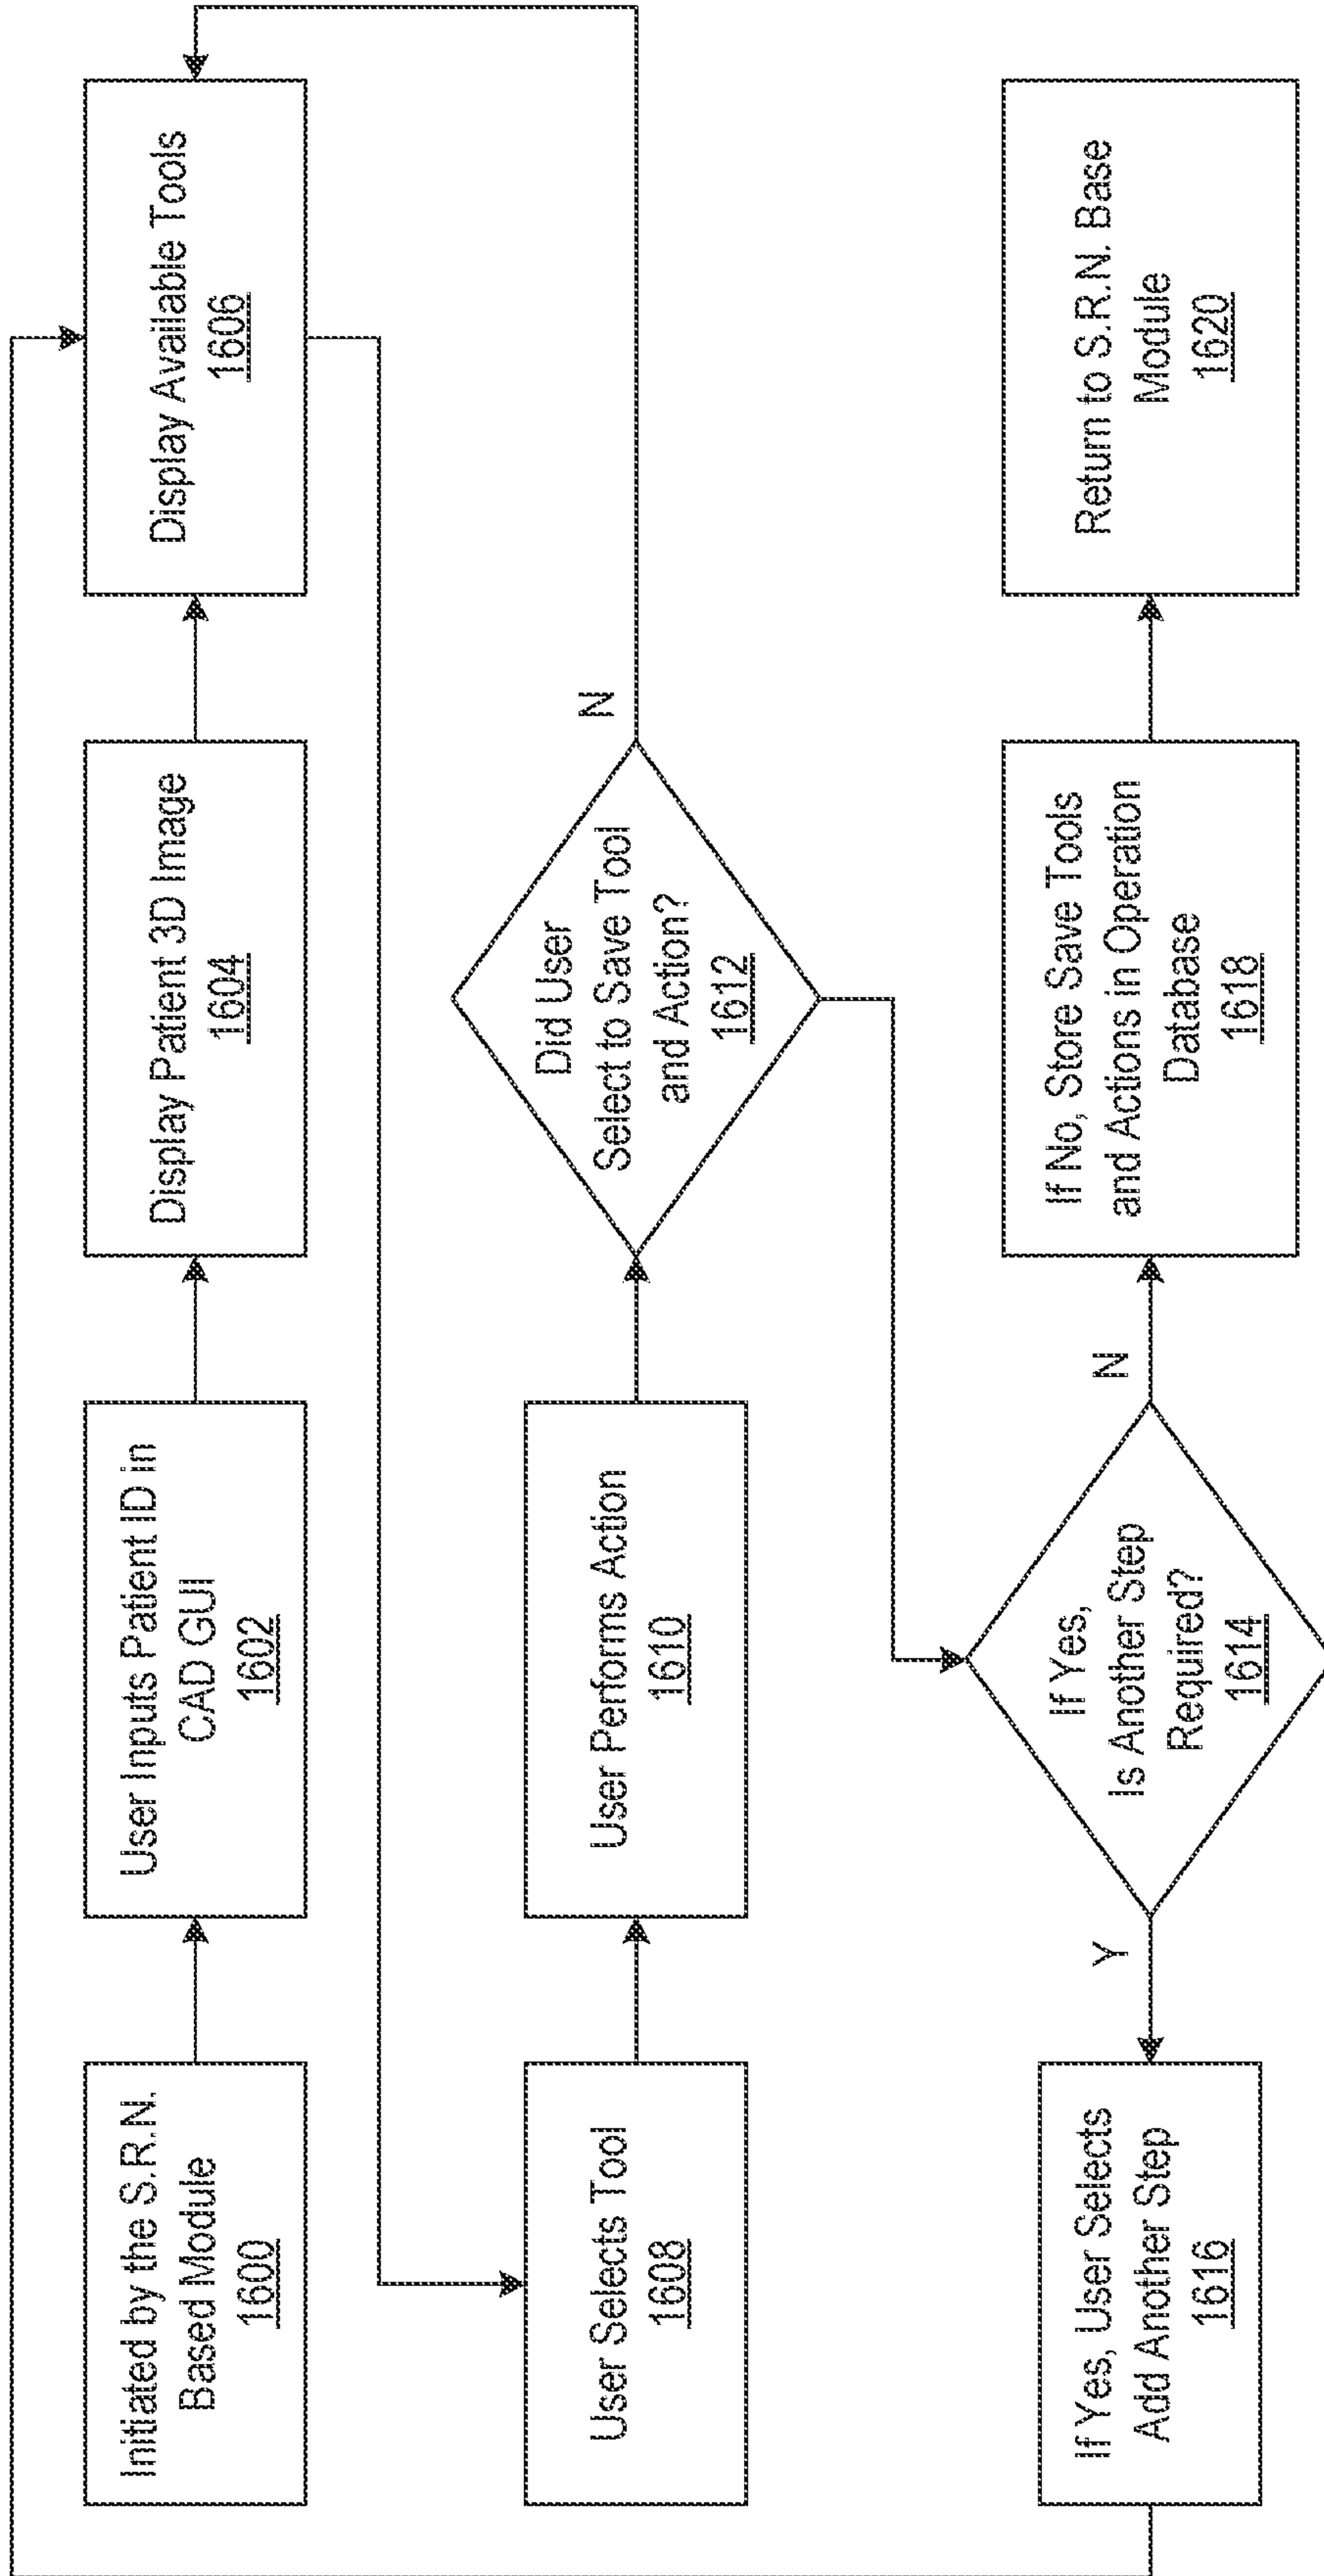 Initiated by the S.R.N.
Based Module
1600
User Inputs Patient ID in
CAD GUI
1602
Display Patient 3D Image
1604
Display Available Tools
1606
User Selects Tool
1608
User Performs Action
1610
Did User
Select to Save Tool
and Action?
1612
N
If Yes, User Selects
Add Another Step
1616
Y
If Yes,
Is Another Step
Required?
1614
N
If No, Store Save Tools
and Actions in Operation
Database
1618
Return to S.R.N. Base
Module
1620